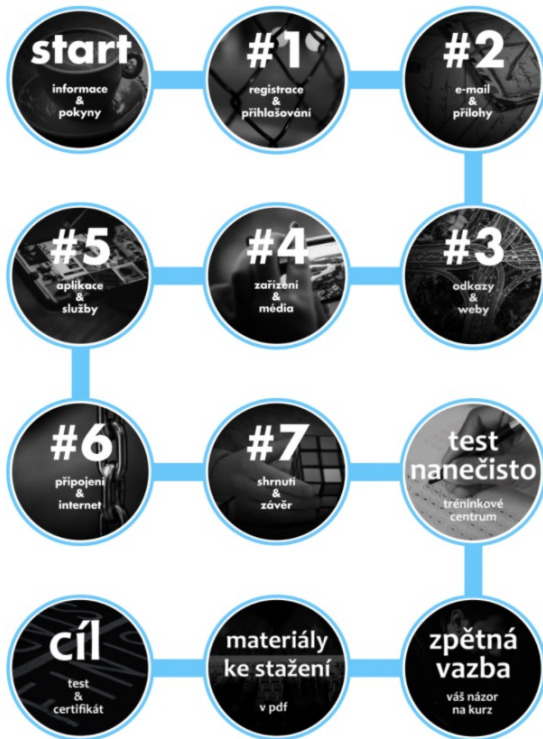 start
informace
&
pokyny
#1
registrace
&
přihlašování
#2
e-mail
&
přílohy
#3
odkazy
&
weby
#4
zařízení
&
média
#5
aplikace
&
služby
#6
připojení
&
internet
#7
shrnutí
&
závěr
test
nanečisto
tréninkové
centrum
zpětná
vazba
váš názor
na kurz
materiály
ke stažení
v pdf
cíl
test
&
certifikát